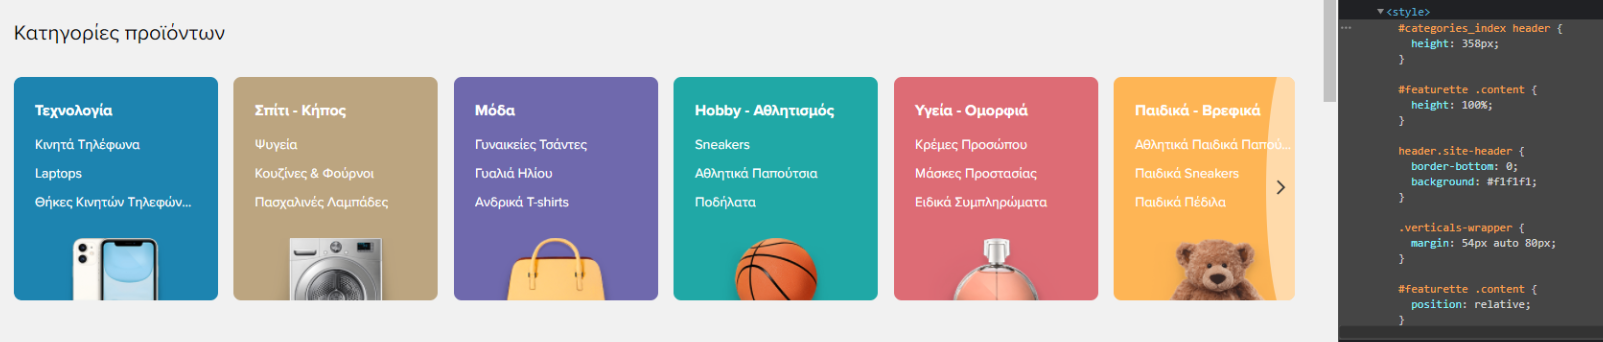 Κατηγορίες προϊόντων
Τεχνολογία
Κινητά Τηλέφωνα
Laptops
Θήκες Κινητών Τηλεφών...
Σπίτι - Κήπος
Ψυγεία
Κουζίνες & Φούρνοι
Πασχαλινές Λαμπάδες
Μόδα
Γυναικείες Τσάντες
Γυαλιά Ηλίου
Ανδρικά T-shirts
Hobby - Αθλητισμός
Sneakers
Αθλητικά Παπούτσια
Ποδήλατα
Υγεία - Ομορφιά
Κρέμες Προσώπου
Μάσκες Προστασίας
Ειδικά Συμπληρώματα
Παιδικά - Βρεφικά
Αθλητικά Παιδικά Παπού...
Παιδικά Sneakers
Παιδικά Πέδιλα
<style>
#categories_index header {
height: 358px;
}
#featurette .content {
height: 100%;
}
header.site-header {
border-bottom: 0;
background: #f1f1f1;
}
.verticals-wrapper {
margin: 54px auto 80px;
}
#featurette .content {
position: relative;
}